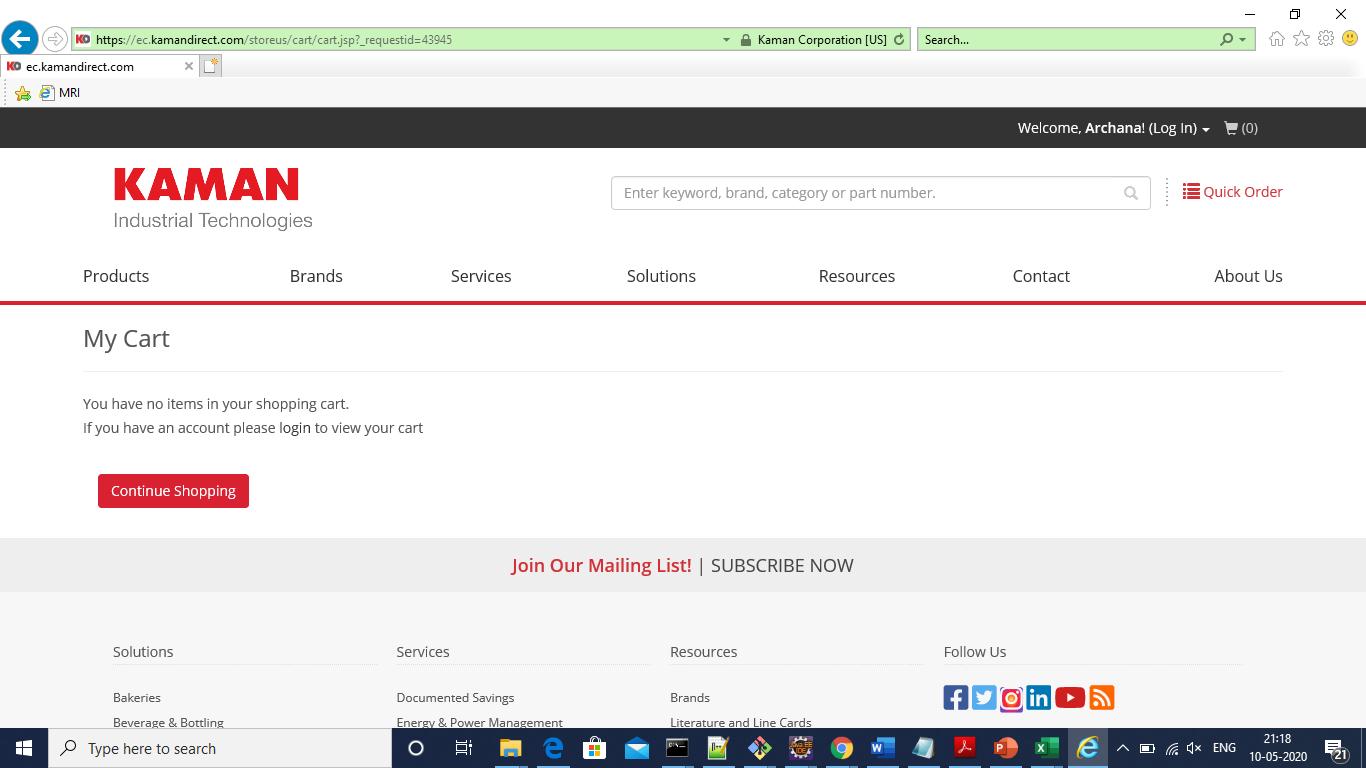 https://ec.kamandirect.com/storeus/cart/cart.jsp?_requestid=43945
Kaman Corporation [US]
Search...
ec.kamandirect.com
MRI
Welcome, Archana! (Log In)
(0)
KAMAN
Industrial Technologies
Enter keyword, brand, category or part number.
Quick Order
Products
Brands
Services
Solutions
Resources
Contact
About Us
My Cart
You have no items in your shopping cart.
If you have an account please login to view your cart
Continue Shopping
Join Our Mailing List! | SUBSCRIBE NOW
Solutions
Services
Resources
Follow Us
Bakeries
Documented Savings
Brands
Beverage & Bottling
Energy & Power Management
Literature and Line Cards
Type here to search
ENG
21:18
10-05-2020
21